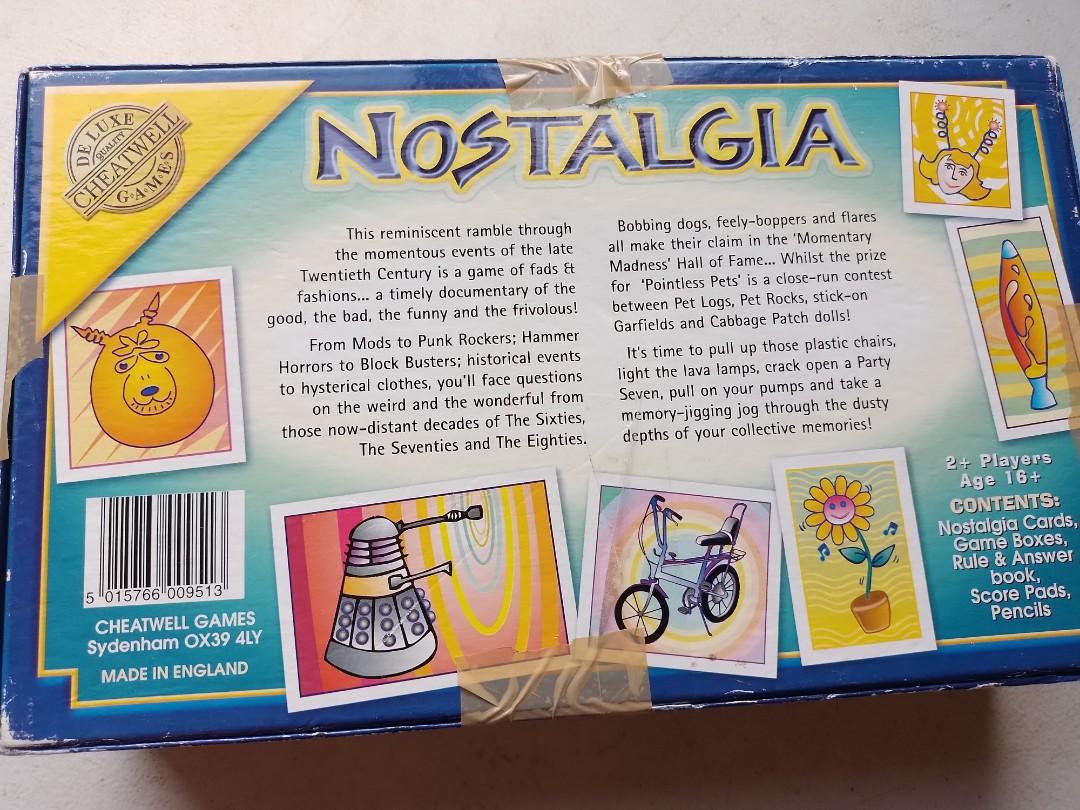 DELUXE
QUALITY
CHEATWELL
G·A·M·E·S
NOSTALGIA
This reminiscent ramble through
the momentous events of the late
Twentieth Century is a game of fads &
fashions... a timely documentary of the
good, the bad, the funny and the frivolous!
From Mods to Punk Rockers; Hammer
Horrors to Block Busters; historical events
to hysterical clothes, you'll face questions
on the weird and the wonderful from
those now-distant decades of The Sixties,
The Seventies and The Eighties.
Bobbing dogs, feely-boppers and flares
all make their claim in the 'Momentary
Madness' Hall of Fame... Whilst the prize
for 'Pointless Pets' is a close-run contest
between Pet Logs, Pet Rocks, stick-on
Garfields and Cabbage Patch dolls!
It's time to pull up those plastic chairs,
light the lava lamps, crack open a Party
Seven, pull on your pumps and take a
memory-jigging jog through the dusty
depths of your collective memories!
5 015766 009513
CHEATWELL GAMES
Sydenham OX39 4LY
MADE IN ENGLAND
2+ Players
Age 16+
CONTENTS:
Nostalgia Cards,
Game Boxes,
Rule & Answer
book,
Score Pads,
Pencils